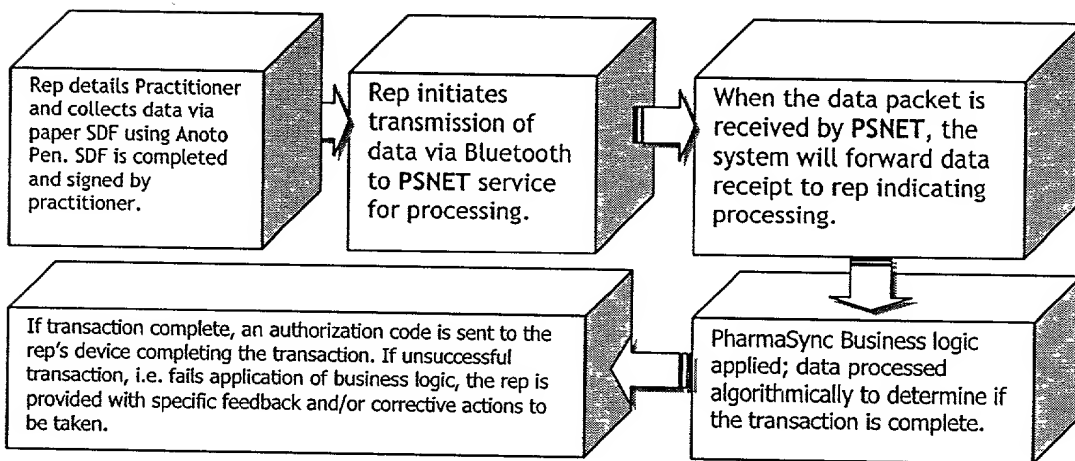 Rep details Practitioner
and collects data via
paper SDF using Anoto
Pen. SDF is completed
and signed by
practitioner.
Rep initiates
transmission of
data via Bluetooth
to PSNET service
for processing.
When the data packet is
received by PSNET, the
system will forward data
receipt to rep indicating
processing.
PharmaSync Business logic
applied; data processed
algorithmically to determine if
the transaction is complete.
If transaction complete, an authorization code is sent to the
rep's device completing the transaction. If unsuccessful
transaction, i.e. fails application of business logic, the rep is
provided with specific feedback and/or corrective actions to
be taken.